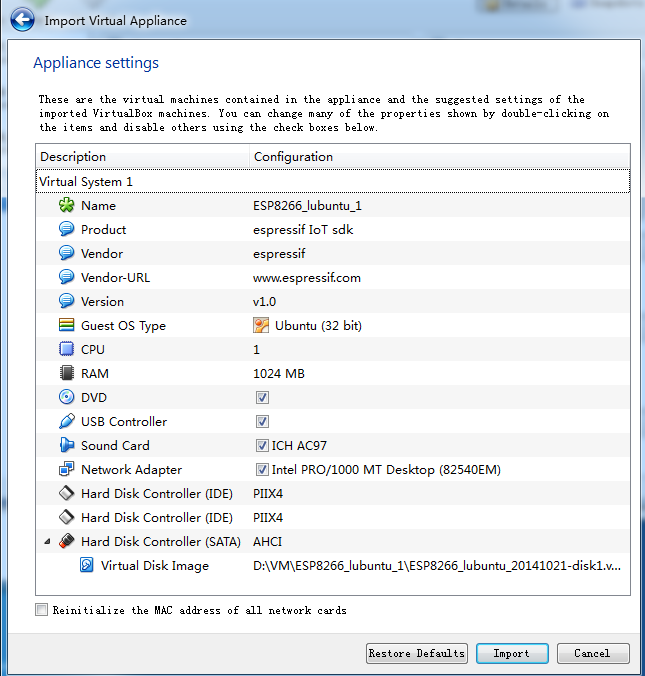 Import Virtual Appliance
Appliance settings
These are the virtual machines contained in the appliance and the suggested settings of the
imported VirtualBox machines. You can change many of the properties shown by double-clicking on
the items and disable others using the check boxes below.
Description Configuration
Virtual System 1
Name ESP8266_lubuntu_1
Product espressif IoT sdk
Vendor espressif
Vendor-URL www.espressif.com
Version v1.0
Guest OS Type Ubuntu (32 bit)
CPU 1
RAM 1024 MB
DVD
USB Controller
Sound Card ICH AC97
Network Adapter Intel PRO/1000 MT Desktop (82540EM)
Hard Disk Controller (IDE) PIIX4
Hard Disk Controller (IDE) PIIX4
Hard Disk Controller (SATA) AHCI
Virtual Disk Image D:\VM\ESP8266_lubuntu_1\ESP8266_lubuntu_20141021-disk1.v...
Reinitialize the MAC address of all network cards
Restore Defaults Import Cancel